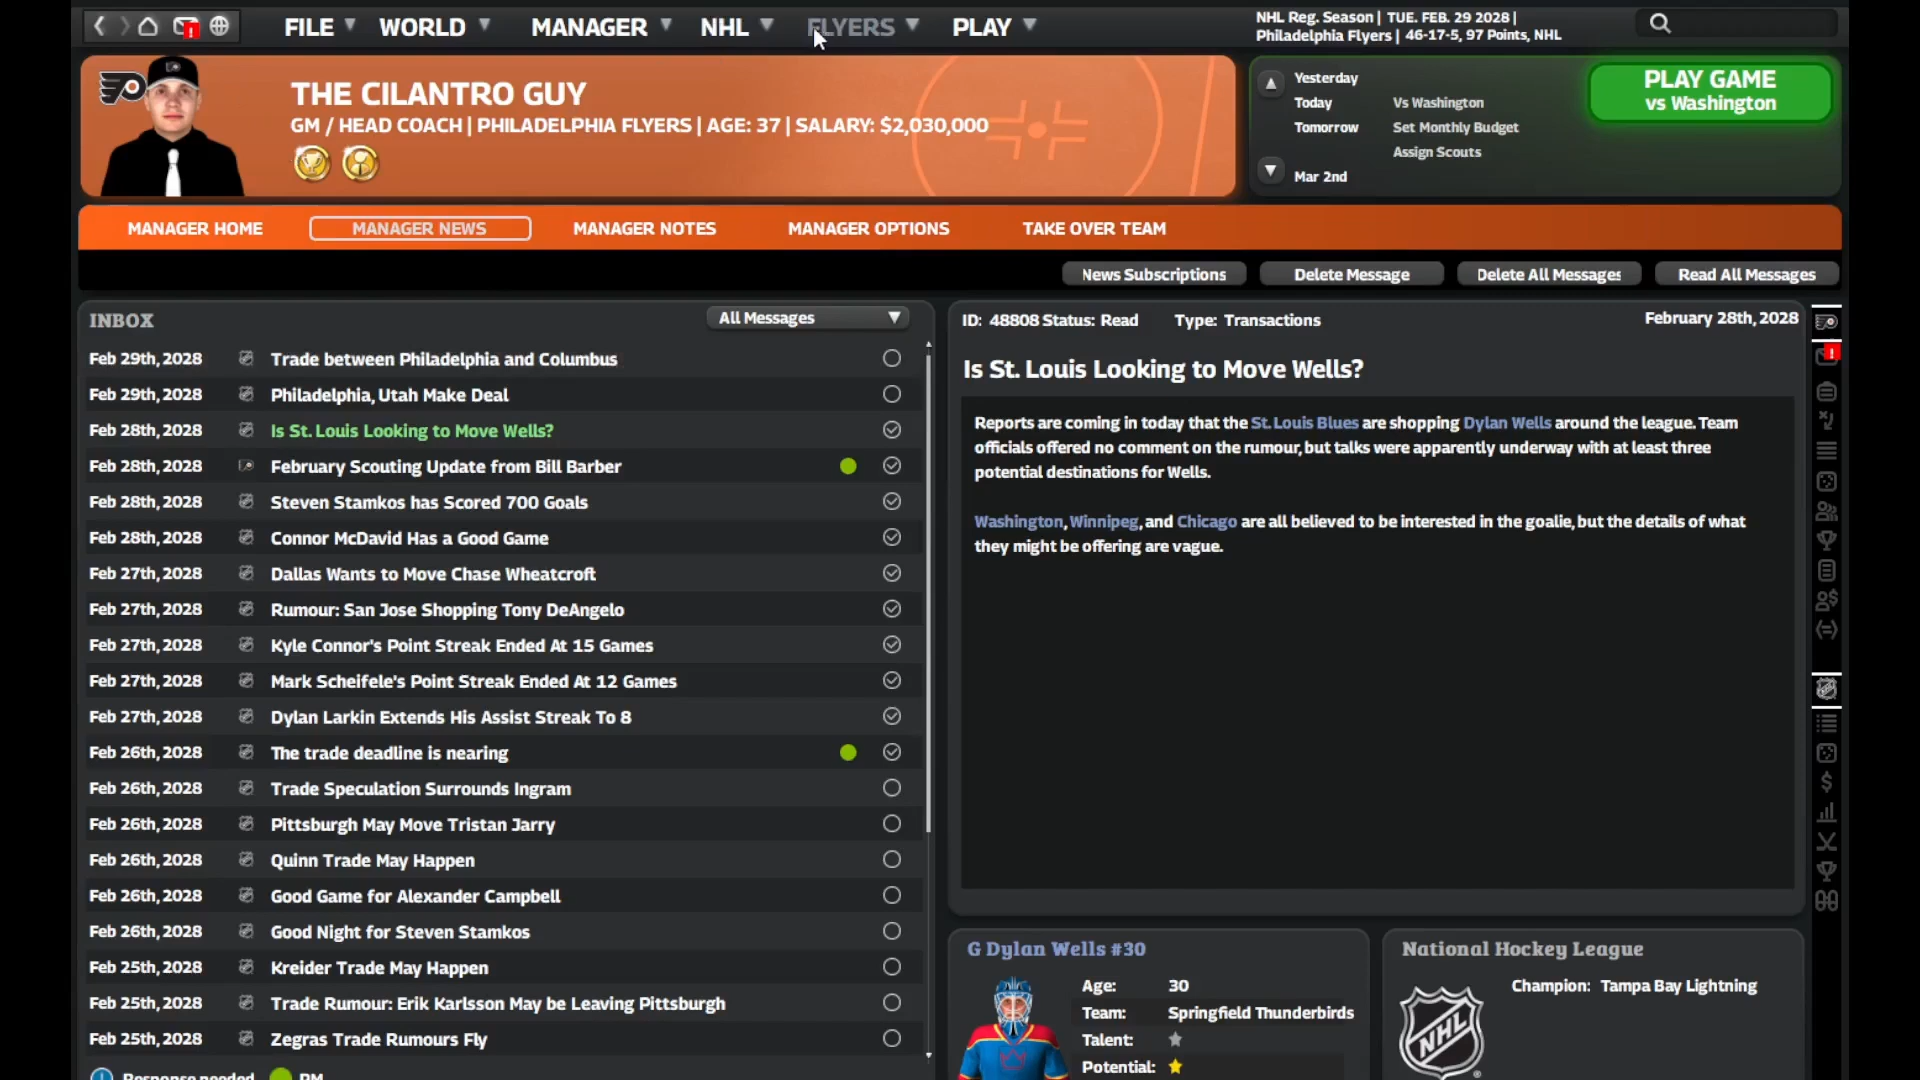 FILE
WORLD
MANAGER
NHL
FLYERS
PLAY
NHL Reg. Season | TUE. FEB. 29 2028 |
Philadelphia Flyers | 46-17-5, 97 Points, NHL
THE CILANTRO GUY
GM / HEAD COACH | PHILADELPHIA FLYERS | AGE: 37 | SALARY: $2,030,000
Yesterday
Today Vs Washington
Tomorrow Set Monthly Budget
Assign Scouts
Mar 2nd
PLAY GAME
vs Washington
MANAGER HOME
MANAGER NEWS
MANAGER NOTES
MANAGER OPTIONS
TAKE OVER TEAM
News Subscriptions
Delete Message
Delete All Messages
Read All Messages
INBOX
All Messages
Feb 29th, 2028 Trade between Philadelphia and Columbus
Feb 29th, 2028 Philadelphia, Utah Make Deal
Feb 28th, 2028 Is St. Louis Looking to Move Wells?
Feb 28th, 2028 February Scouting Update from Bill Barber
Feb 28th, 2028 Steven Stamkos has Scored 700 Goals
Feb 28th, 2028 Connor McDavid Has a Good Game
Feb 27th, 2028 Dallas Wants to Move Chase Wheatcroft
Feb 27th, 2028 Rumour: San Jose Shopping Tony DeAngelo
Feb 27th, 2028 Kyle Connor's Point Streak Ended At 15 Games
Feb 27th, 2028 Mark Scheifele's Point Streak Ended At 12 Games
Feb 27th, 2028 Dylan Larkin Extends His Assist Streak To 8
Feb 26th, 2028 The trade deadline is nearing
Feb 26th, 2028 Trade Speculation Surrounds Ingram
Feb 26th, 2028 Pittsburgh May Move Tristan Jarry
Feb 26th, 2028 Quinn Trade May Happen
Feb 26th, 2028 Good Game for Alexander Campbell
Feb 26th, 2028 Good Night for Steven Stamkos
Feb 25th, 2028 Kreider Trade May Happen
Feb 25th, 2028 Trade Rumour: Erik Karlsson May be Leaving Pittsburgh
Feb 25th, 2028 Zegras Trade Rumours Fly
Response needed
PM
ID: 48808 Status: Read Type: Transactions February 28th, 2028
Is St. Louis Looking to Move Wells?
Reports are coming in today that the St. Louis Blues are shopping Dylan Wells around the league. Team
officials offered no comment on the rumour, but talks were apparently underway with at least three
potential destinations for Wells.
Washington, Winnipeg, and Chicago are all believed to be interested in the goalie, but the details of what
they might be offering are vague.
G Dylan Wells #30
Age: 30
Team: Springfield Thunderbirds
Talent:
Potential:
National Hockey League
Champion: Tampa Bay Lightning
NHL